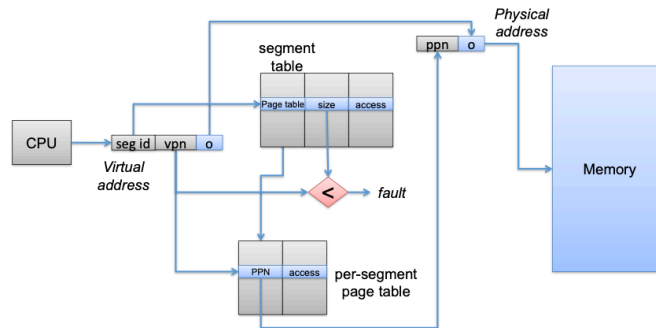 Physical
address
segment
table
ppn o
Page table size access
CPU
seg id vpn o
Virtual
address
Memory
<
fault
PPN access
per-segment
page table